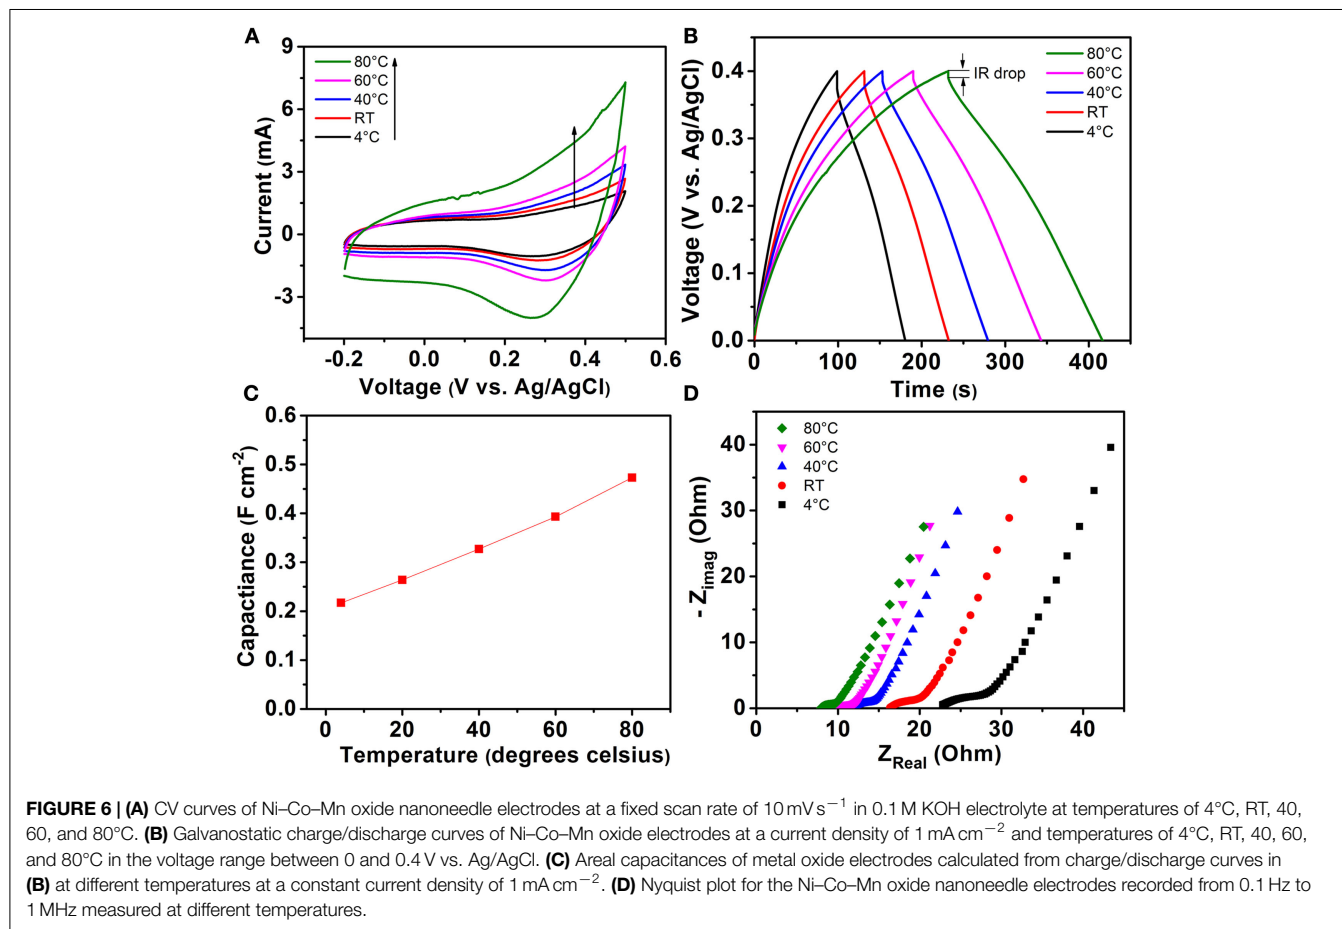 A
9
6
3
0
-3
Current (mA)
80°C
60°C
40°C
RT
4°C
-0.2
0.0
0.2
0.4
0.6
Voltage (V vs. Ag/AgCl)
B
0.4
0.3
0.2
0.1
0.0
Voltage (V vs. Ag/AgCl)
IR drop
80°C
60°C
40°C
RT
4°C
0
100
200
300
400
Time (s)
C
0.6
0.5
0.4
0.3
0.2
0.1
0.0
Capactiance (F cm-2)
0
20
40
60
80
Temperature (degrees celsius)
D
40
30
20
10
0
- Zimag (Ohm)
80°C
60°C
40°C
RT
4°C
0
10
20
30
40
ZReal (Ohm)
FIGURE 6 | (A) CV curves of Ni–Co–Mn oxide nanoneedle electrodes at a fixed scan rate of 10 mV s−1 in 0.1 M KOH electrolyte at temperatures of 4°C, RT, 40,
60, and 80°C. (B) Galvanostatic charge/discharge curves of Ni–Co–Mn oxide electrodes at a current density of 1 mA cm−2 and temperatures of 4°C, RT, 40, 60,
and 80°C in the voltage range between 0 and 0.4 V vs. Ag/AgCl. (C) Areal capacitances of metal oxide electrodes calculated from charge/discharge curves in
(B) at different temperatures at a constant current density of 1 mA cm−2. (D) Nyquist plot for the Ni–Co–Mn oxide nanoneedle electrodes recorded from 0.1 Hz to
1 MHz measured at different temperatures.